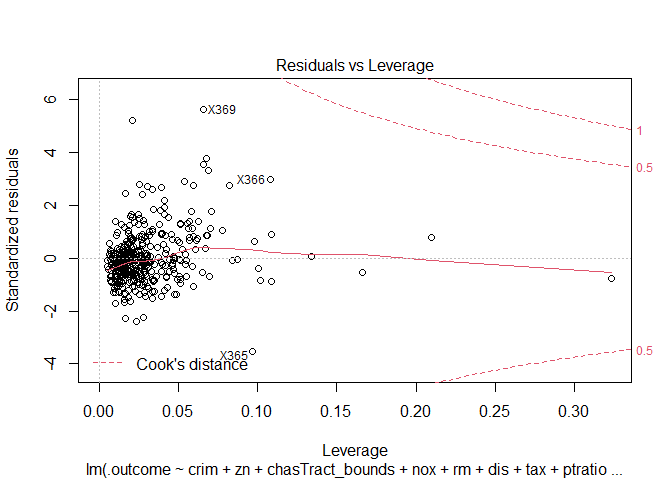 Residuals vs Leverage
Standardized residuals
6
4
2
0
-2
-4
X369
X366
X365
1
0.5
0.5
Cook's distance
0.00 0.05 0.10 0.15 0.20 0.25 0.30
Leverage
lm(.outcome ~ crim + zn + chasTract_bounds + nox + rm + dis + tax + ptratio ...